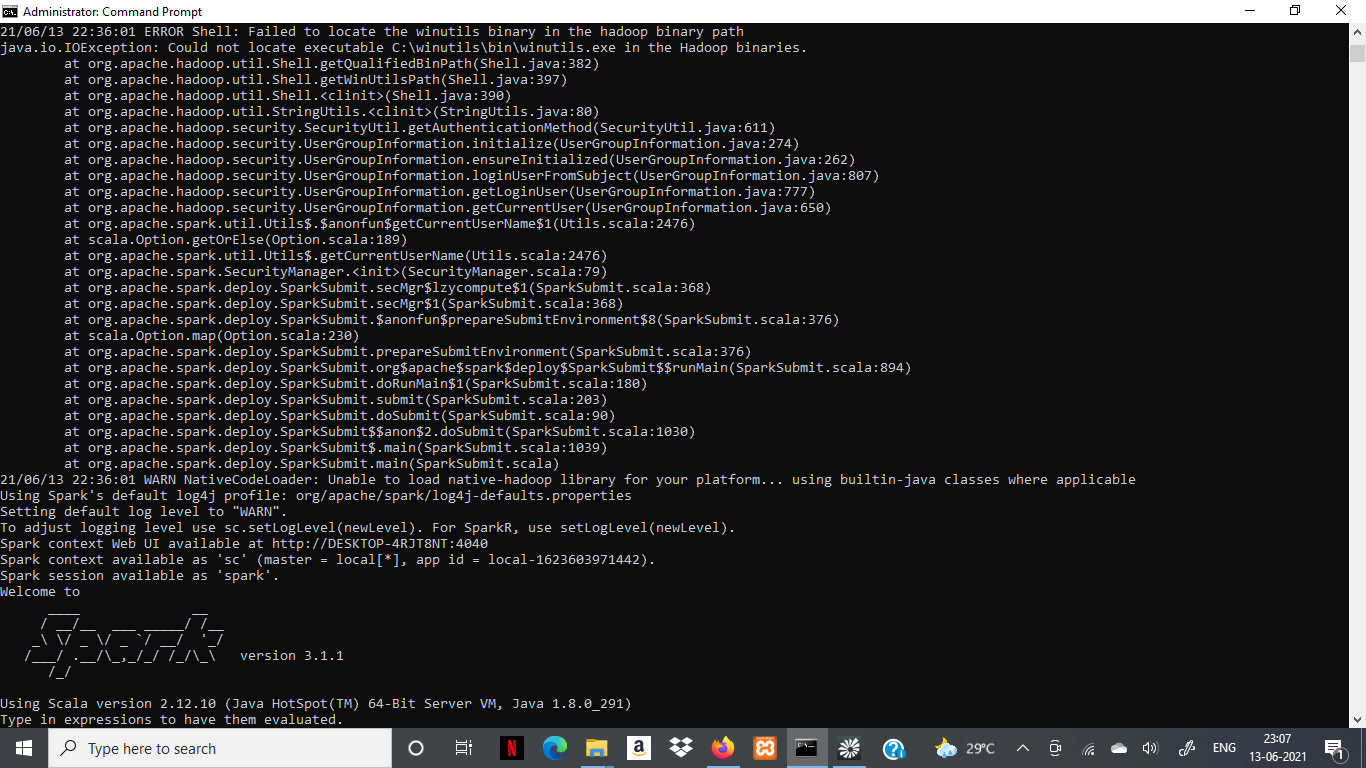 Administrator: Command Prompt
21/06/13 22:36:01 ERROR Shell: Failed to locate the winutils binary in the hadoop binary path
java.io.IOException: Could not locate executable C:\winutils\bin\winutils.exe in the Hadoop binaries.
        at org.apache.hadoop.util.Shell.getQualifiedBinPath(Shell.java:382)
        at org.apache.hadoop.util.Shell.getWinUtilsPath(Shell.java:397)
        at org.apache.hadoop.util.Shell.<clinit>(Shell.java:390)
        at org.apache.hadoop.util.StringUtils.<clinit>(StringUtils.java:80)
        at org.apache.hadoop.security.SecurityUtil.getAuthenticationMethod(SecurityUtil.java:611)
        at org.apache.hadoop.security.UserGroupInformation.initialize(UserGroupInformation.java:274)
        at org.apache.hadoop.security.UserGroupInformation.ensureInitialized(UserGroupInformation.java:262)
        at org.apache.hadoop.security.UserGroupInformation.loginUserFromSubject(UserGroupInformation.java:807)
        at org.apache.hadoop.security.UserGroupInformation.getLoginUser(UserGroupInformation.java:777)
        at org.apache.hadoop.security.UserGroupInformation.getCurrentUser(UserGroupInformation.java:650)
        at org.apache.spark.util.Utils$.$anonfun$getCurrentUserName$1(Utils.scala:2476)
        at scala.Option.getOrElse(Option.scala:189)
        at org.apache.spark.util.Utils$.getCurrentUserName(Utils.scala:2476)
        at org.apache.spark.SecurityManager.<init>(SecurityManager.scala:79)
        at org.apache.spark.deploy.SparkSubmit.secMgr$lzycompute$1(SparkSubmit.scala:368)
        at org.apache.spark.deploy.SparkSubmit.secMgr$1(SparkSubmit.scala:368)
        at org.apache.spark.deploy.SparkSubmit.$anonfun$prepareSubmitEnvironment$8(SparkSubmit.scala:376)
        at scala.Option.map(Option.scala:230)
        at org.apache.spark.deploy.SparkSubmit.prepareSubmitEnvironment(SparkSubmit.scala:376)
        at org.apache.spark.deploy.SparkSubmit.org$apache$spark$deploy$SparkSubmit$$runMain(SparkSubmit.scala:894)
        at org.apache.spark.deploy.SparkSubmit.doRunMain$1(SparkSubmit.scala:180)
        at org.apache.spark.deploy.SparkSubmit.submit(SparkSubmit.scala:203)
        at org.apache.spark.deploy.SparkSubmit.doSubmit(SparkSubmit.scala:90)
        at org.apache.spark.deploy.SparkSubmit$$anon$2.doSubmit(SparkSubmit.scala:1030)
        at org.apache.spark.deploy.SparkSubmit$.main(SparkSubmit.scala:1039)
        at org.apache.spark.deploy.SparkSubmit.main(SparkSubmit.scala)
21/06/13 22:36:01 WARN NativeCodeLoader: Unable to load native-hadoop library for your platform... using builtin-java classes where applicable
Using Spark's default log4j profile: org/apache/spark/log4j-defaults.properties
Setting default log level to "WARN".
To adjust logging level use sc.setLogLevel(newLevel). For SparkR, use setLogLevel(newLevel).
Spark context Web UI available at http://DESKTOP-4RJT8NT:4040
Spark context available as 'sc' (master = local[*], app id = local-1623603971442).
Spark session available as 'spark'.
Welcome to
      ____              __
     / __/__  ___ _____/ /__
    _\ \/ _ \/ _ `/ __/  '_/
   /___/ .__/\_,_/_/ /_/\_\   version 3.1.1
      /_/
Using Scala version 2.12.10 (Java HotSpot(TM) 64-Bit Server VM, Java 1.8.0_291)
Type in expressions to have them evaluated.
Type here to search
29°C
ENG
23:07
13-06-2021
1